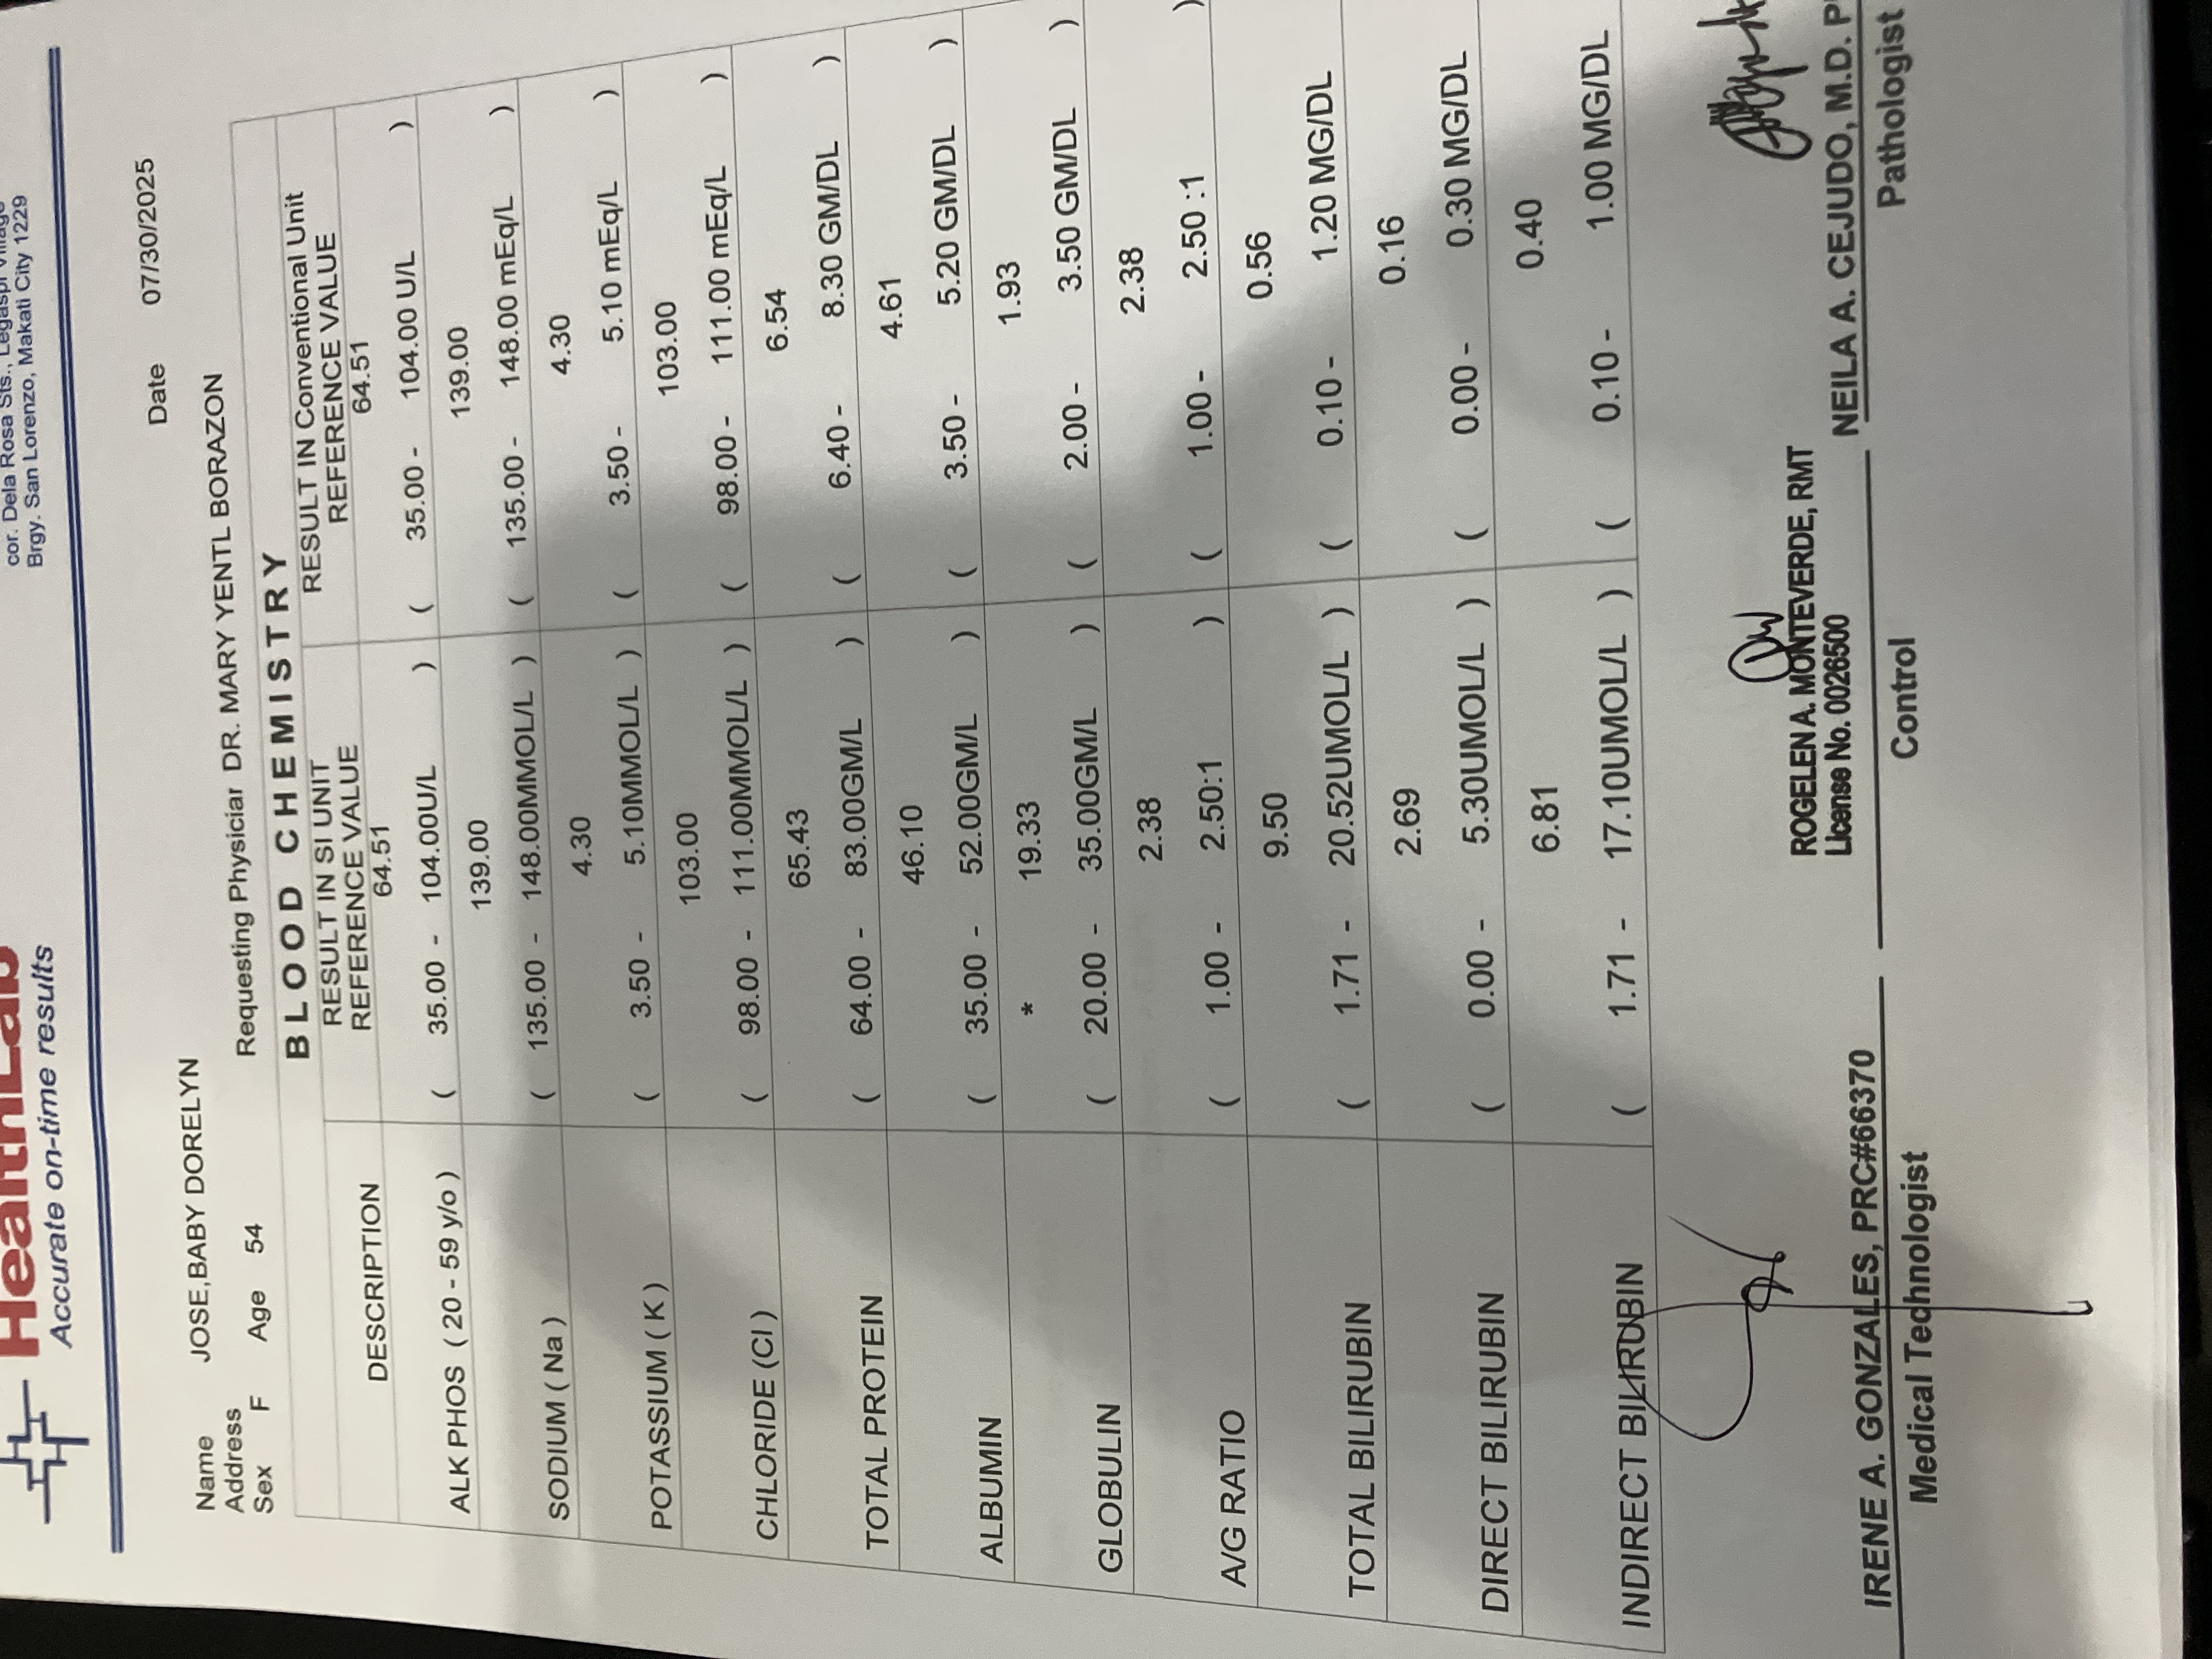 HealthLab
Accurate on-time results
cor. Dela Rosa Sts., Legaspi Village
Brgy. San Lorenzo, Makati City 1229
Date 07/30/2025
Name JOSE,BABY DORELYN
Address
Sex F Age 54 Requesting Physiciar DR. MARY YENTL BORAZON
BLOOD CHEMISTRY
DESCRIPTION
RESULT IN SI UNIT
REFERENCE VALUE
RESULT IN Conventional Unit
REFERENCE VALUE
64.51 64.51
ALK PHOS ( 20 - 59 y/o ) ( 35.00 - 104.00U/L ) ( 35.00 - 104.00 U/L )
139.00 139.00
SODIUM ( Na ) ( 135.00 - 148.00MMOL/L ) ( 135.00 - 148.00 mEq/L )
4.30 4.30
POTASSIUM ( K ) ( 3.50 - 5.10MMOL/L ) ( 3.50 - 5.10 mEq/L )
103.00 103.00
CHLORIDE (Cl ) ( 98.00 - 111.00MMOL/L ) ( 98.00 - 111.00 mEq/L )
65.43 6.54
TOTAL PROTEIN ( 64.00 - 83.00GM/L ) ( 6.40 - 8.30 GM/DL )
46.10 4.61
ALBUMIN ( 35.00 - 52.00GM/L ) ( 3.50 - 5.20 GM/DL )
* 19.33 1.93
GLOBULIN ( 20.00 - 35.00GM/L ) ( 2.00 - 3.50 GM/DL )
2.38 2.38
A/G RATIO ( 1.00 - 2.50:1 ) ( 1.00 - 2.50 :1 )
9.50 0.56
TOTAL BILIRUBIN ( 1.71 - 20.52UMOL/L ) ( 0.10 - 1.20 MG/DL
2.69 0.16
DIRECT BILIRUBIN ( 0.00 - 5.30UMOL/L ) ( 0.00 - 0.30 MG/DL
6.81 0.40
INDIRECT BILIRUBIN ( 1.71 - 17.10UMOL/L ) ( 0.10 - 1.00 MG/DL
IRENE A. GONZALES, PRC#66370
Medical Technologist
ROGELEN A. MONTEVERDE, RMT
License No. 0026500
Control
NEILA A. CEJUDO, M.D.
Pathologist